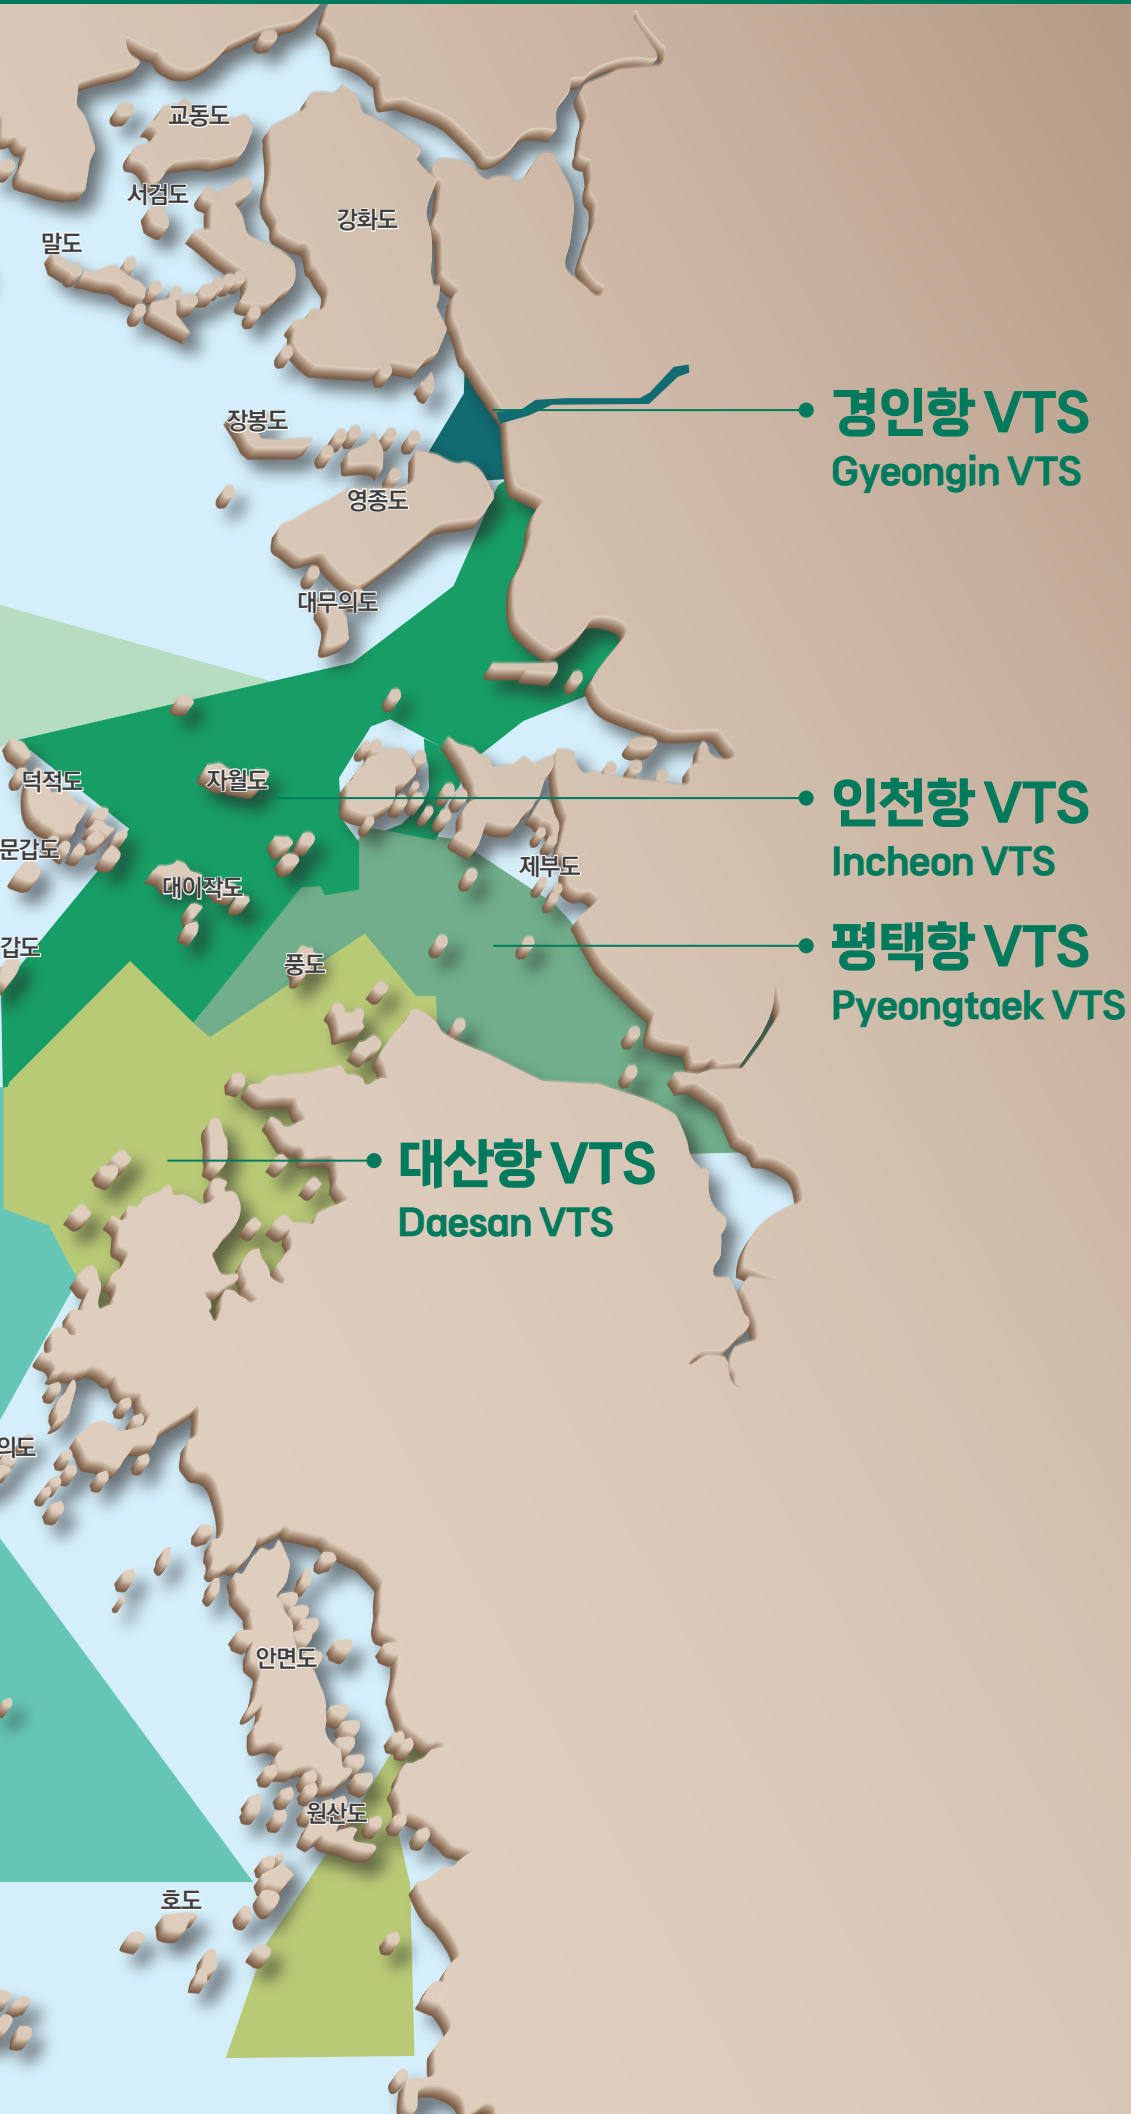 교동도
서검도
강화도
말도
경인항 VTS
Gyeongin VTS
장봉도
영종도
대무의도
덕적도
자월도
인천항 VTS
Incheon VTS
문갑도
제부도
대이작도
갑도
풍도
평택항 VTS
Pyeongtaek VTS
대산항 VTS
Daesan VTS
의도
안면도
원산도
호도